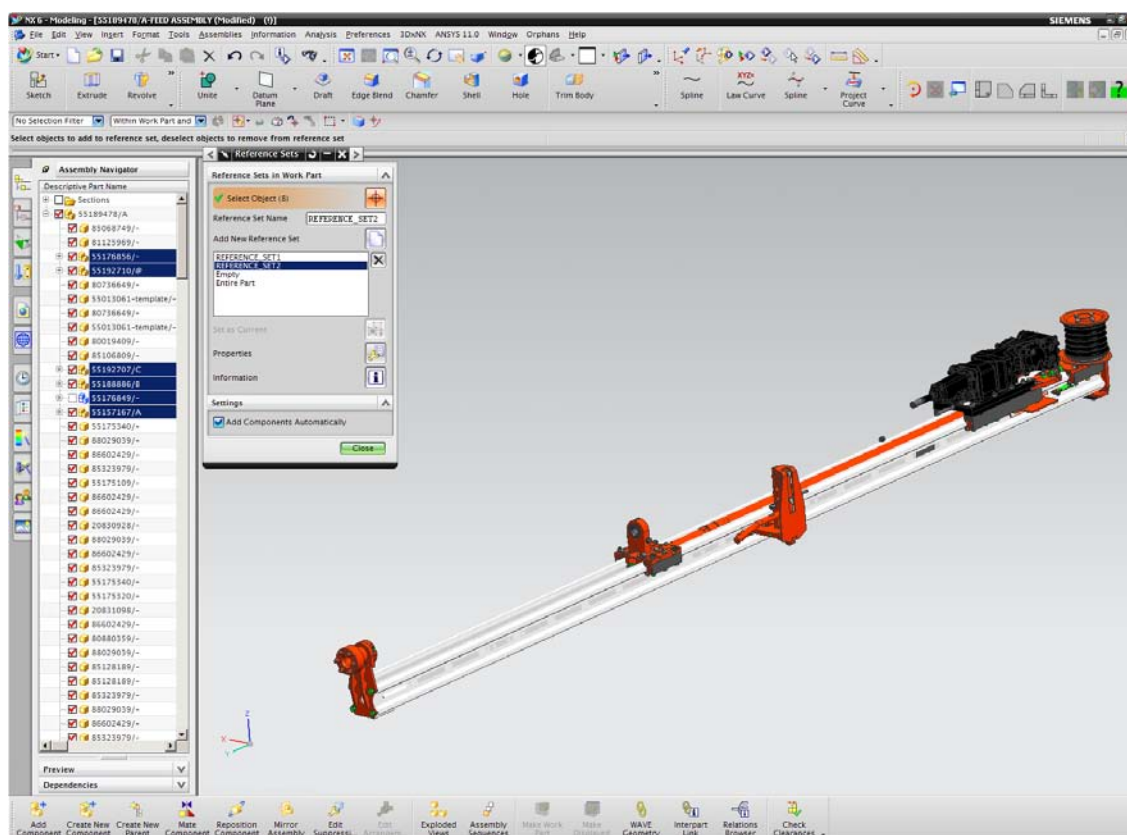 NX 6 - Modeling - [55189478/A-FEED ASSEMBLY (Modified) (!)]
SIEMENS
File Edit View Insert Format Tools Assemblies Information Analysis Preferences 3DxNX ANSYS 11.0 Window Orphans Help
Start
Sketch Extrude Revolve Unite Datum Plane Draft Edge Blend Chamfer Shell Hole Trim Body Spline Law Curve Spline Project Curve
No Selection Filter Within Work Part and
Select objects to add to reference set, deselect objects to remove from reference set
Assembly Navigator
Descriptive Part Name
Sections
55189478/A
85068749/-
81125969/-
55176856/-
55192710/@
80736649/-
55013061-template/-
80736649/-
55013061-template/-
80019409/-
85106809/-
55192707/C
55188886/B
55176849/-
55157167/A
55175340/-
88029039/-
86602429/-
85323979/-
55175109/-
86602429/-
86602429/-
20830928/-
88029039/-
86602429/-
85323979/-
55175340/-
55175320/-
20831098/-
86602429/-
80880359/-
88029039/-
85128189/-
85128189/-
85323979/-
88029039/-
86602429/-
85323979/-
Preview
Dependencies
Reference Sets
Reference Sets in Work Part
Select Object (8)
Reference Set Name REFERENCE_SET2
Add New Reference Set
REFERENCE_SET1
REFERENCE_SET2
Empty
Entire Part
Set as Current
Properties
Information
Settings
Add Components Automatically
Close
Z
X
Y
Add Component Create New Component Create New Parent Mate Component Reposition Component Mirror Assembly Edit Suppressi... Edit Exploded Views Assembly Sequences Make Work Part Make Displayed WAVE Geometry Interpart Link Relations Browser Check Clearances